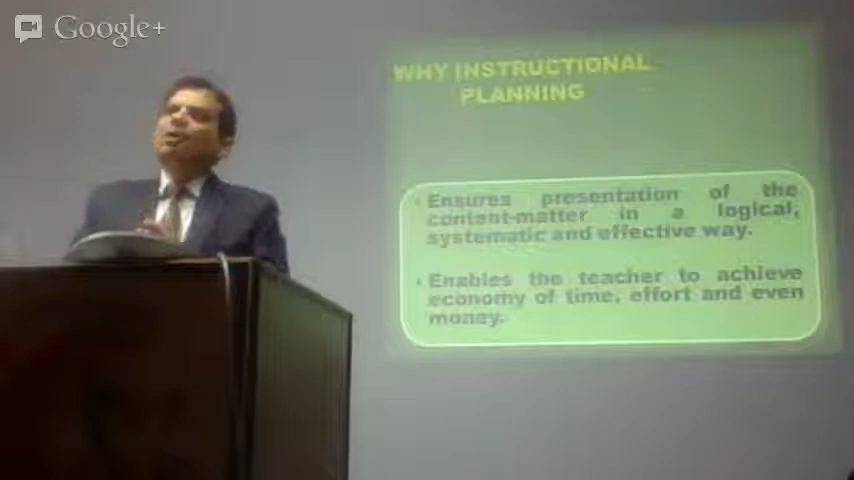 Google+
WHY INSTRUCTIONAL
PLANNING
Ensures presentation of the
content-matter in a logical,
systematic and effective way.
Enables the teacher to achieve
economy of time, effort and even
money.